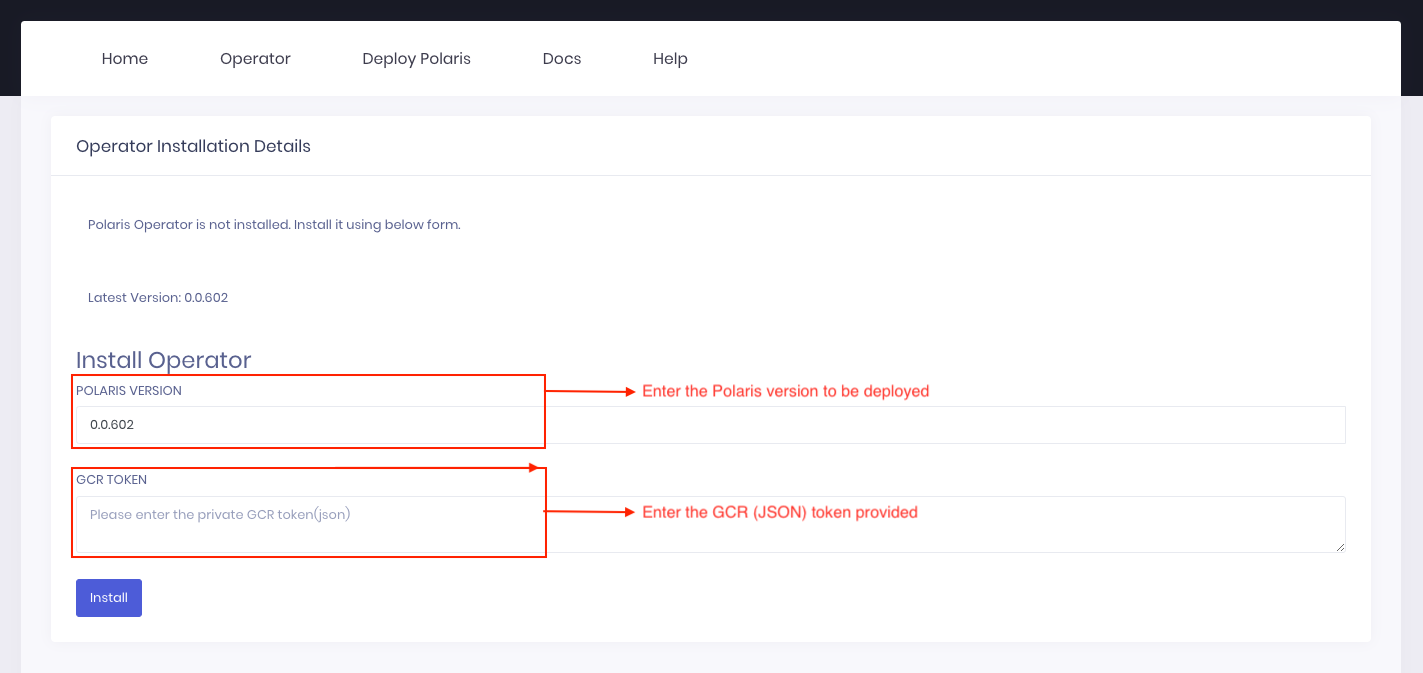 Home Operator Deploy Polaris Docs Help
Operator Installation Details
Polaris Operator is not installed. Install it using below form.
Latest Version: 0.0.602
Install Operator
POLARIS VERSION
Enter the Polaris version to be deployed
0.0.602
GCR TOKEN
Please enter the private GCR token(json)
Enter the GCR (JSON) token provided
Install